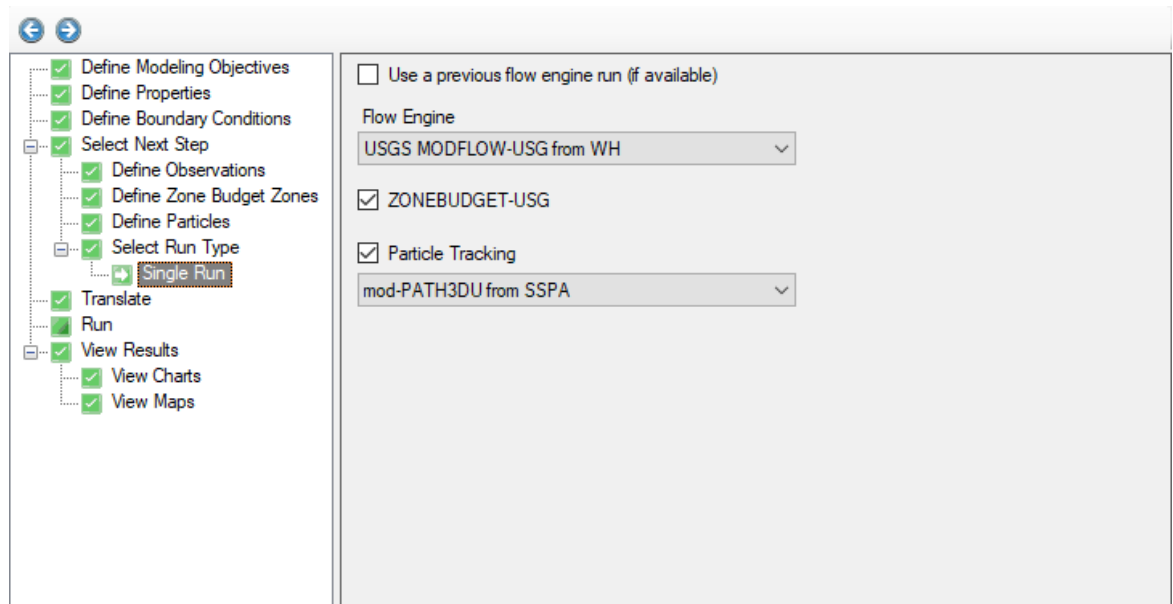 Define Modeling Objectives
Define Properties
Define Boundary Conditions
Select Next Step
Define Observations
Define Zone Budget Zones
Define Particles
Select Run Type
Single Run
Translate
Run
View Results
View Charts
View Maps
Use a previous flow engine run (if available)
Flow Engine
USGS MODFLOW-USG from WH
ZONEBUDGET-USG
Particle Tracking
mod-PATH3DU from SSPA